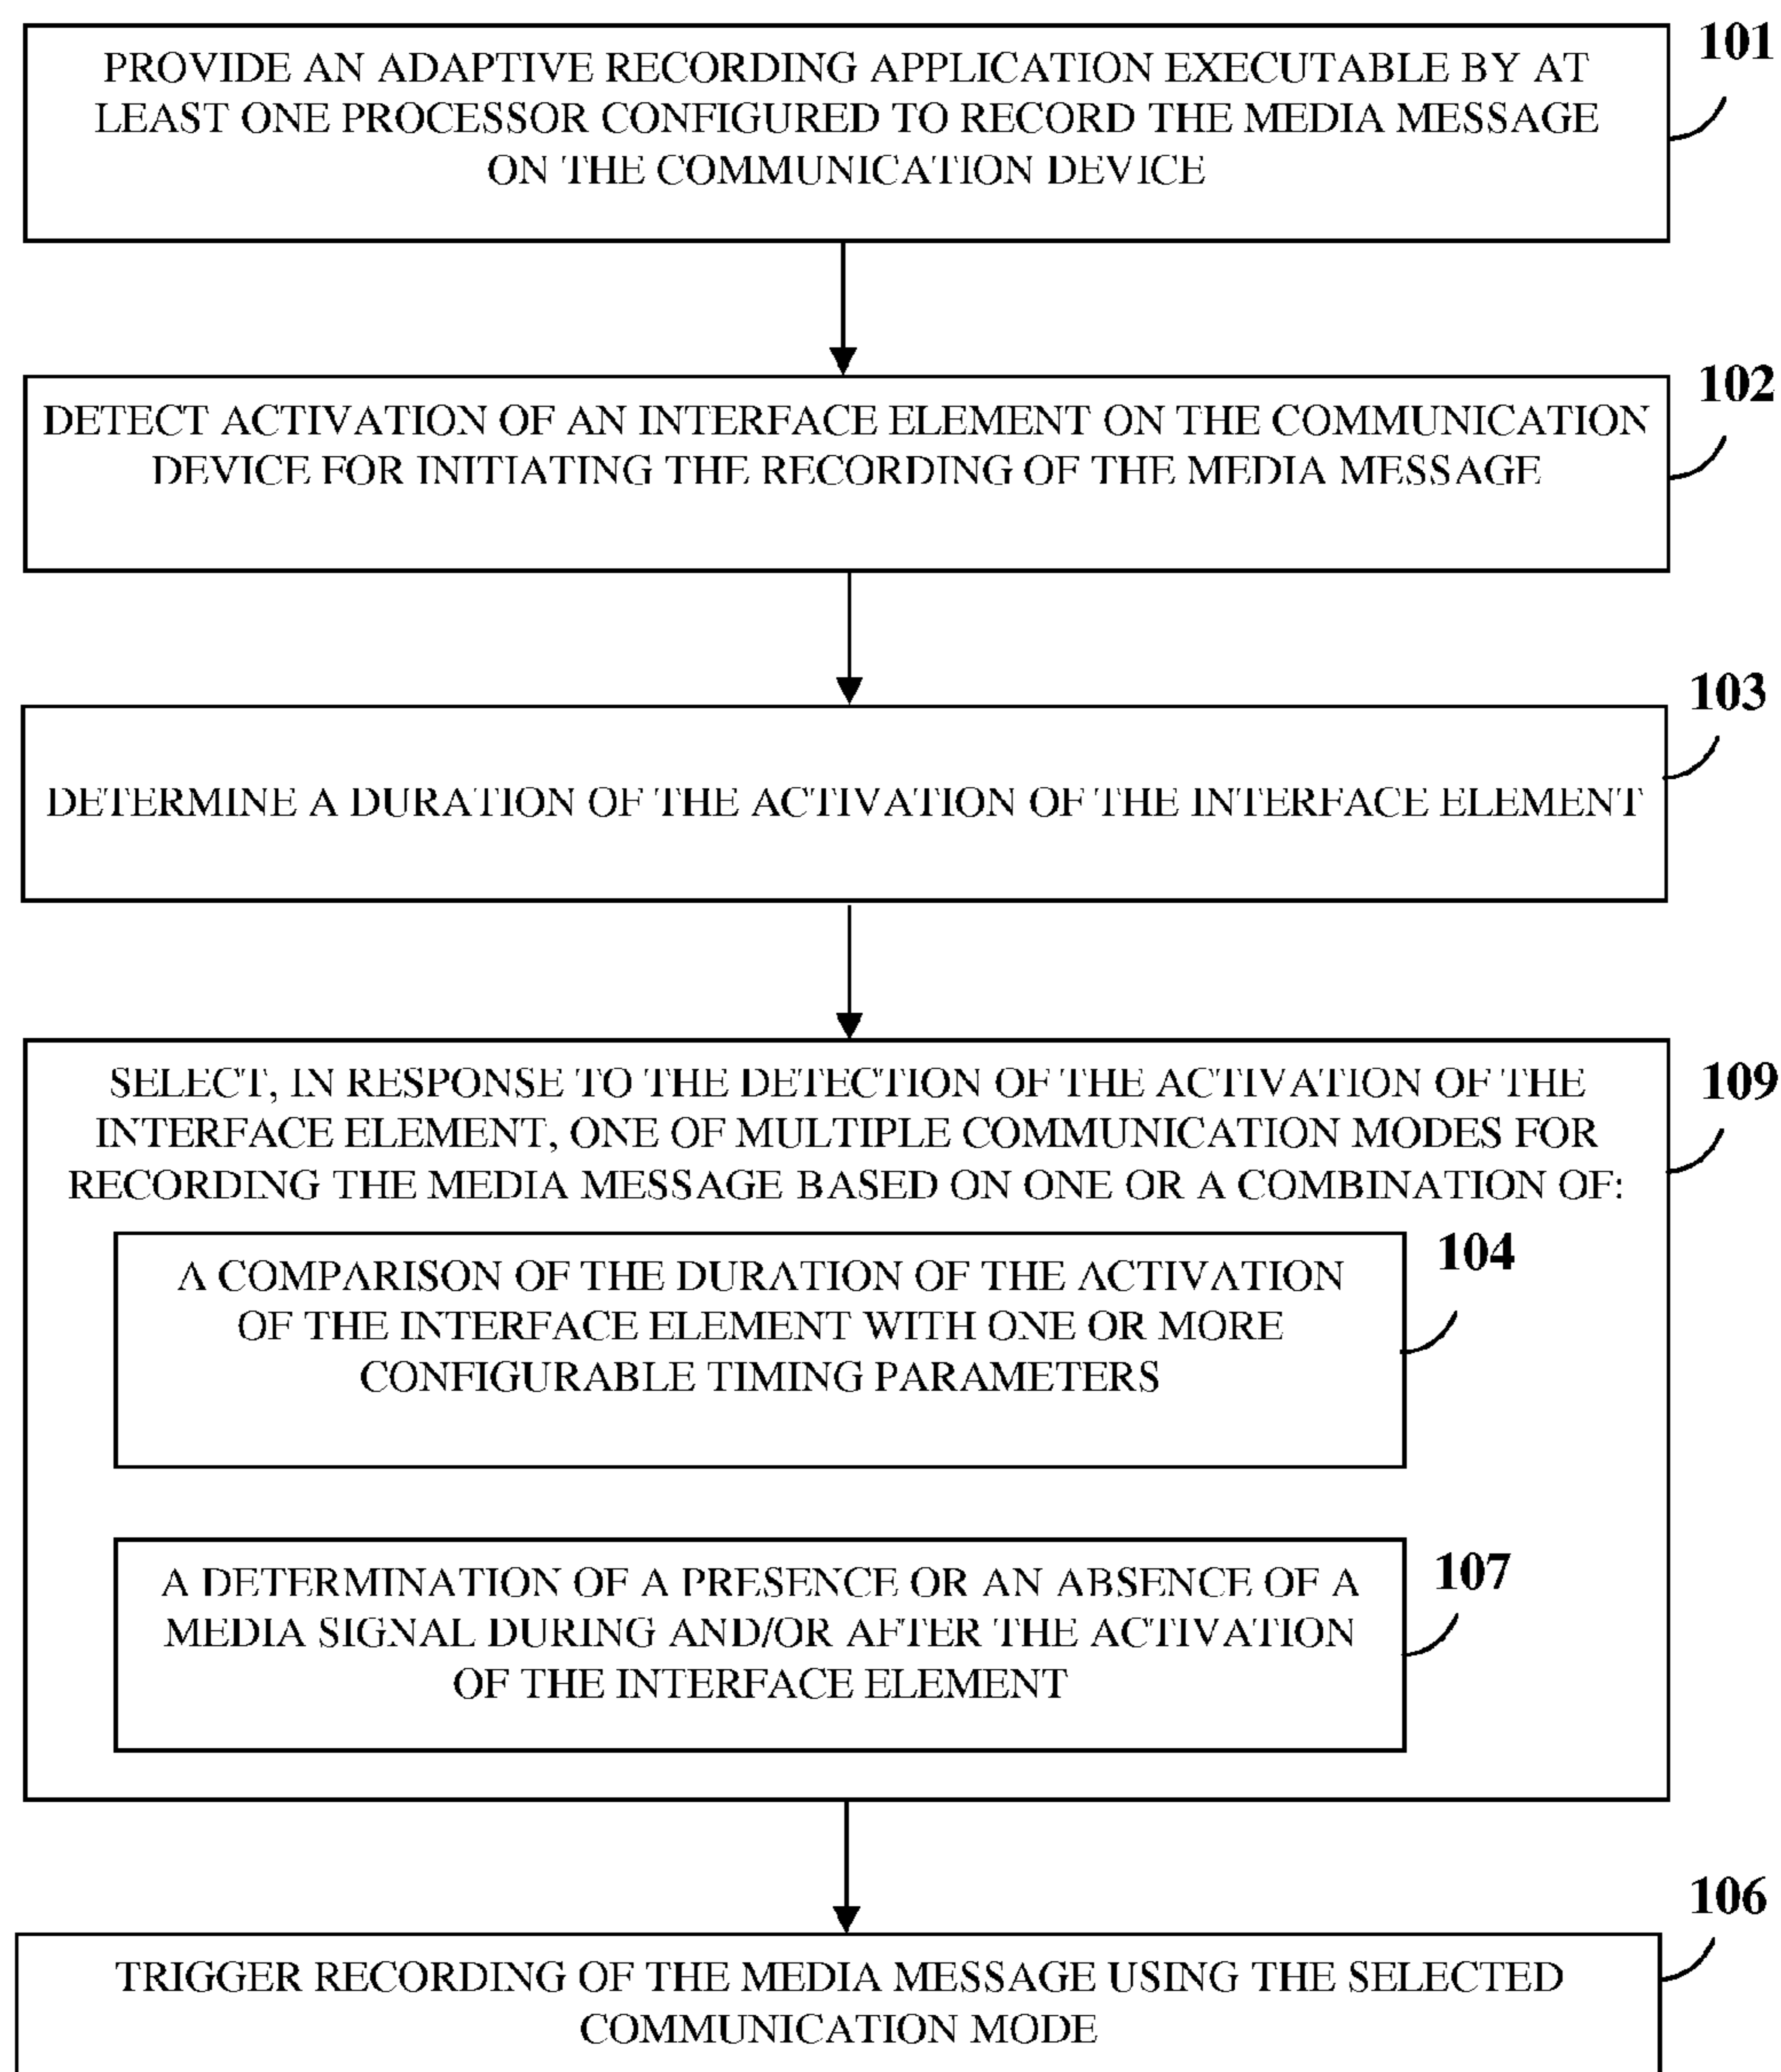 101
PROVIDE AN ADAPTIVE RECORDING APPLICATION EXECUTABLE BY AT
LEAST ONE PROCESSOR CONFIGURED TO RECORD THE MEDIA MESSAGE
ON THE COMMUNICATION DEVICE
102
DETECT ACTIVATION OF AN INTERFACE ELEMENT ON THE COMMUNICATION
DEVICE FOR INITIATING THE RECORDING OF THE MEDIA MESSAGE
103
DETERMINE A DURATION OF THE ACTIVATION OF THE INTERFACE ELEMENT
109
SELECT, IN RESPONSE TO THE DETECTION OF THE ACTIVATION OF THE
INTERFACE ELEMENT, ONE OF MULTIPLE COMMUNICATION MODES FOR
RECORDING THE MEDIA MESSAGE BASED ON ONE OR A COMBINATION OF:
104
A COMPARISON OF THE DURATION OF THE ACTIVATION
OF THE INTERFACE ELEMENT WITH ONE OR MORE
CONFIGURABLE TIMING PARAMETERS
107
A DETERMINATION OF A PRESENCE OR AN ABSENCE OF A
MEDIA SIGNAL DURING AND/OR AFTER THE ACTIVATION
OF THE INTERFACE ELEMENT
106
TRIGGER RECORDING OF THE MEDIA MESSAGE USING THE SELECTED
COMMUNICATION MODE